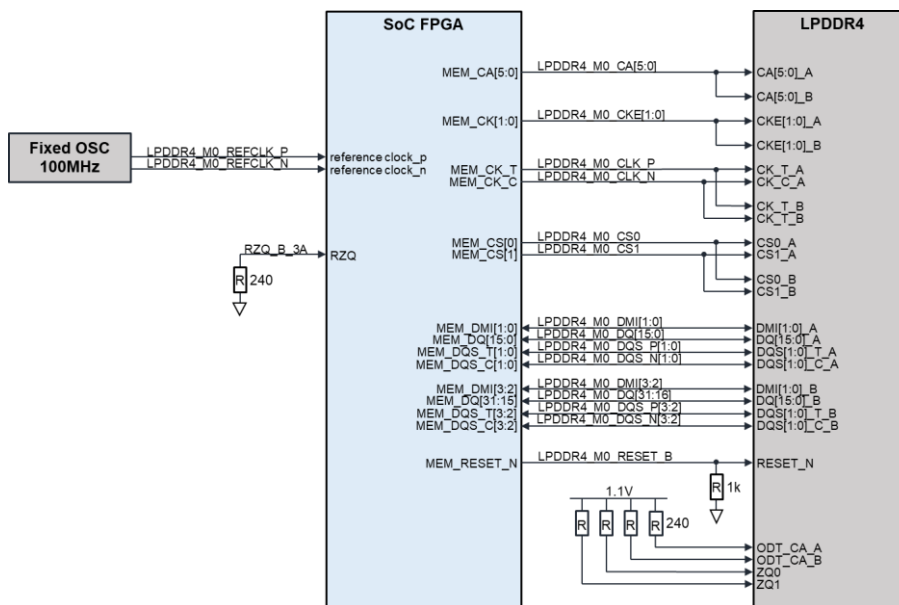 SoC FPGA
LPDDR4
MEM_CA[5:0]
LPDDR4_M0_CA[5:0]
CA[5:0]_A
CA[5:0]_B
MEM_CK[1:0]
LPDDR4_M0_CKE[1:0]
CKE[1:0]_A
CKE[1:0]_B
Fixed OSC
100MHz
LPDDR4_M0_REFCLK_P
LPDDR4_M0_REFCLK_N
reference clock_p
reference clock_n
MEM_CK_T
MEM_CK_C
LPDDR4_M0_CLK_P
LPDDR4_M0_CLK_N
CK_T_A
CK_C_A
CK_T_B
CK_T_B
MEM_CS[0]
MEM_CS[1]
LPDDR4_M0_CS0
LPDDR4_M0_CS1
CS0_A
CS1_A
CS0_B
CS1_B
RZQ_B_3A
RZQ
R 240
MEM_DMI[1:0]
MEM_DQ[15:0]
MEM_DQS_T[1:0]
MEM_DQS_C[1:0]
LPDDR4_M0_DMI[1:0]
LPDDR4_M0_DQ[15:0]
LPDDR4_M0_DQS_P[1:0]
LPDDR4_M0_DQS_N[1:0]
DMI[1:0]_A
DQ[15:0]_A
DQS[1:0]_T_A
DQS[1:0]_C_A
MEM_DMI[3:2]
MEM_DQ[31:15]
MEM_DQS_T[3:2]
MEM_DQS_C[3:2]
LPDDR4_M0_DMI[3:2]
LPDDR4_M0_DQ[31:16]
LPDDR4_M0_DQS_P[3:2]
LPDDR4_M0_DQS_N[3:2]
DMI[1:0]_B
DQ[15:0]_B
DQS[1:0]_T_B
DQS[1:0]_C_B
MEM_RESET_N
LPDDR4_M0_RESET_B
RESET_N
R 1k
1.1V
R R R R 240
ODT_CA_A
ODT_CA_B
ZQ0
ZQ1